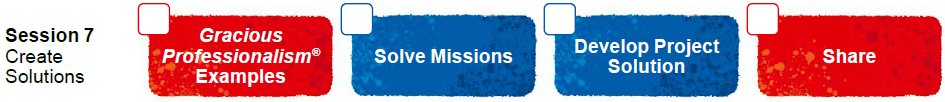 Session 7
Create
Solutions
Gracious
Professionalism®
Examples
Solve Missions
Develop Project
Solution
Share